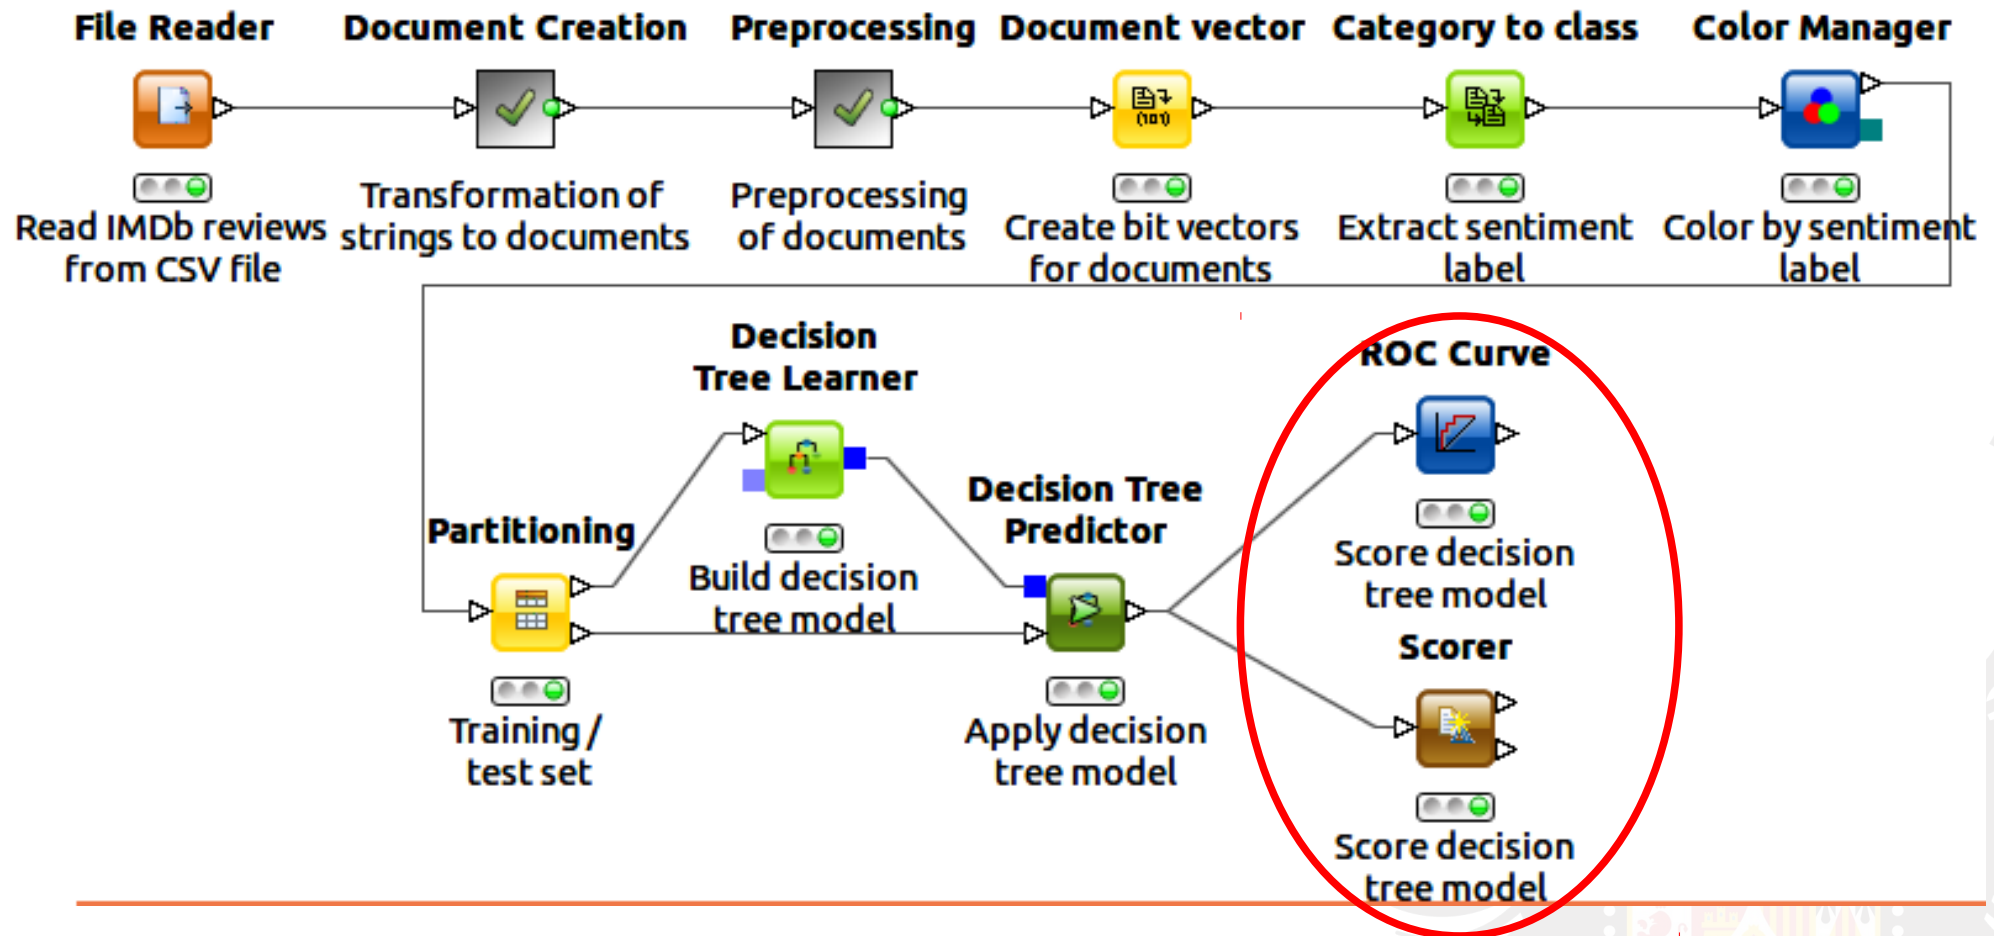 File Reader
Document Creation
Preprocessing
Document vector
Category to class
Color Manager
Read IMDb reviews
from CSV file
Transformation of
strings to documents
Preprocessing
of documents
Create bit vectors
for documents
Extract sentiment
label
Color by sentiment
label
Decision
Tree Learner
Build decision
tree model
Partitioning
Training /
test set
Decision Tree
Predictor
Apply decision
tree model
ROC Curve
Score decision
tree model
Scorer
Score decision
tree model